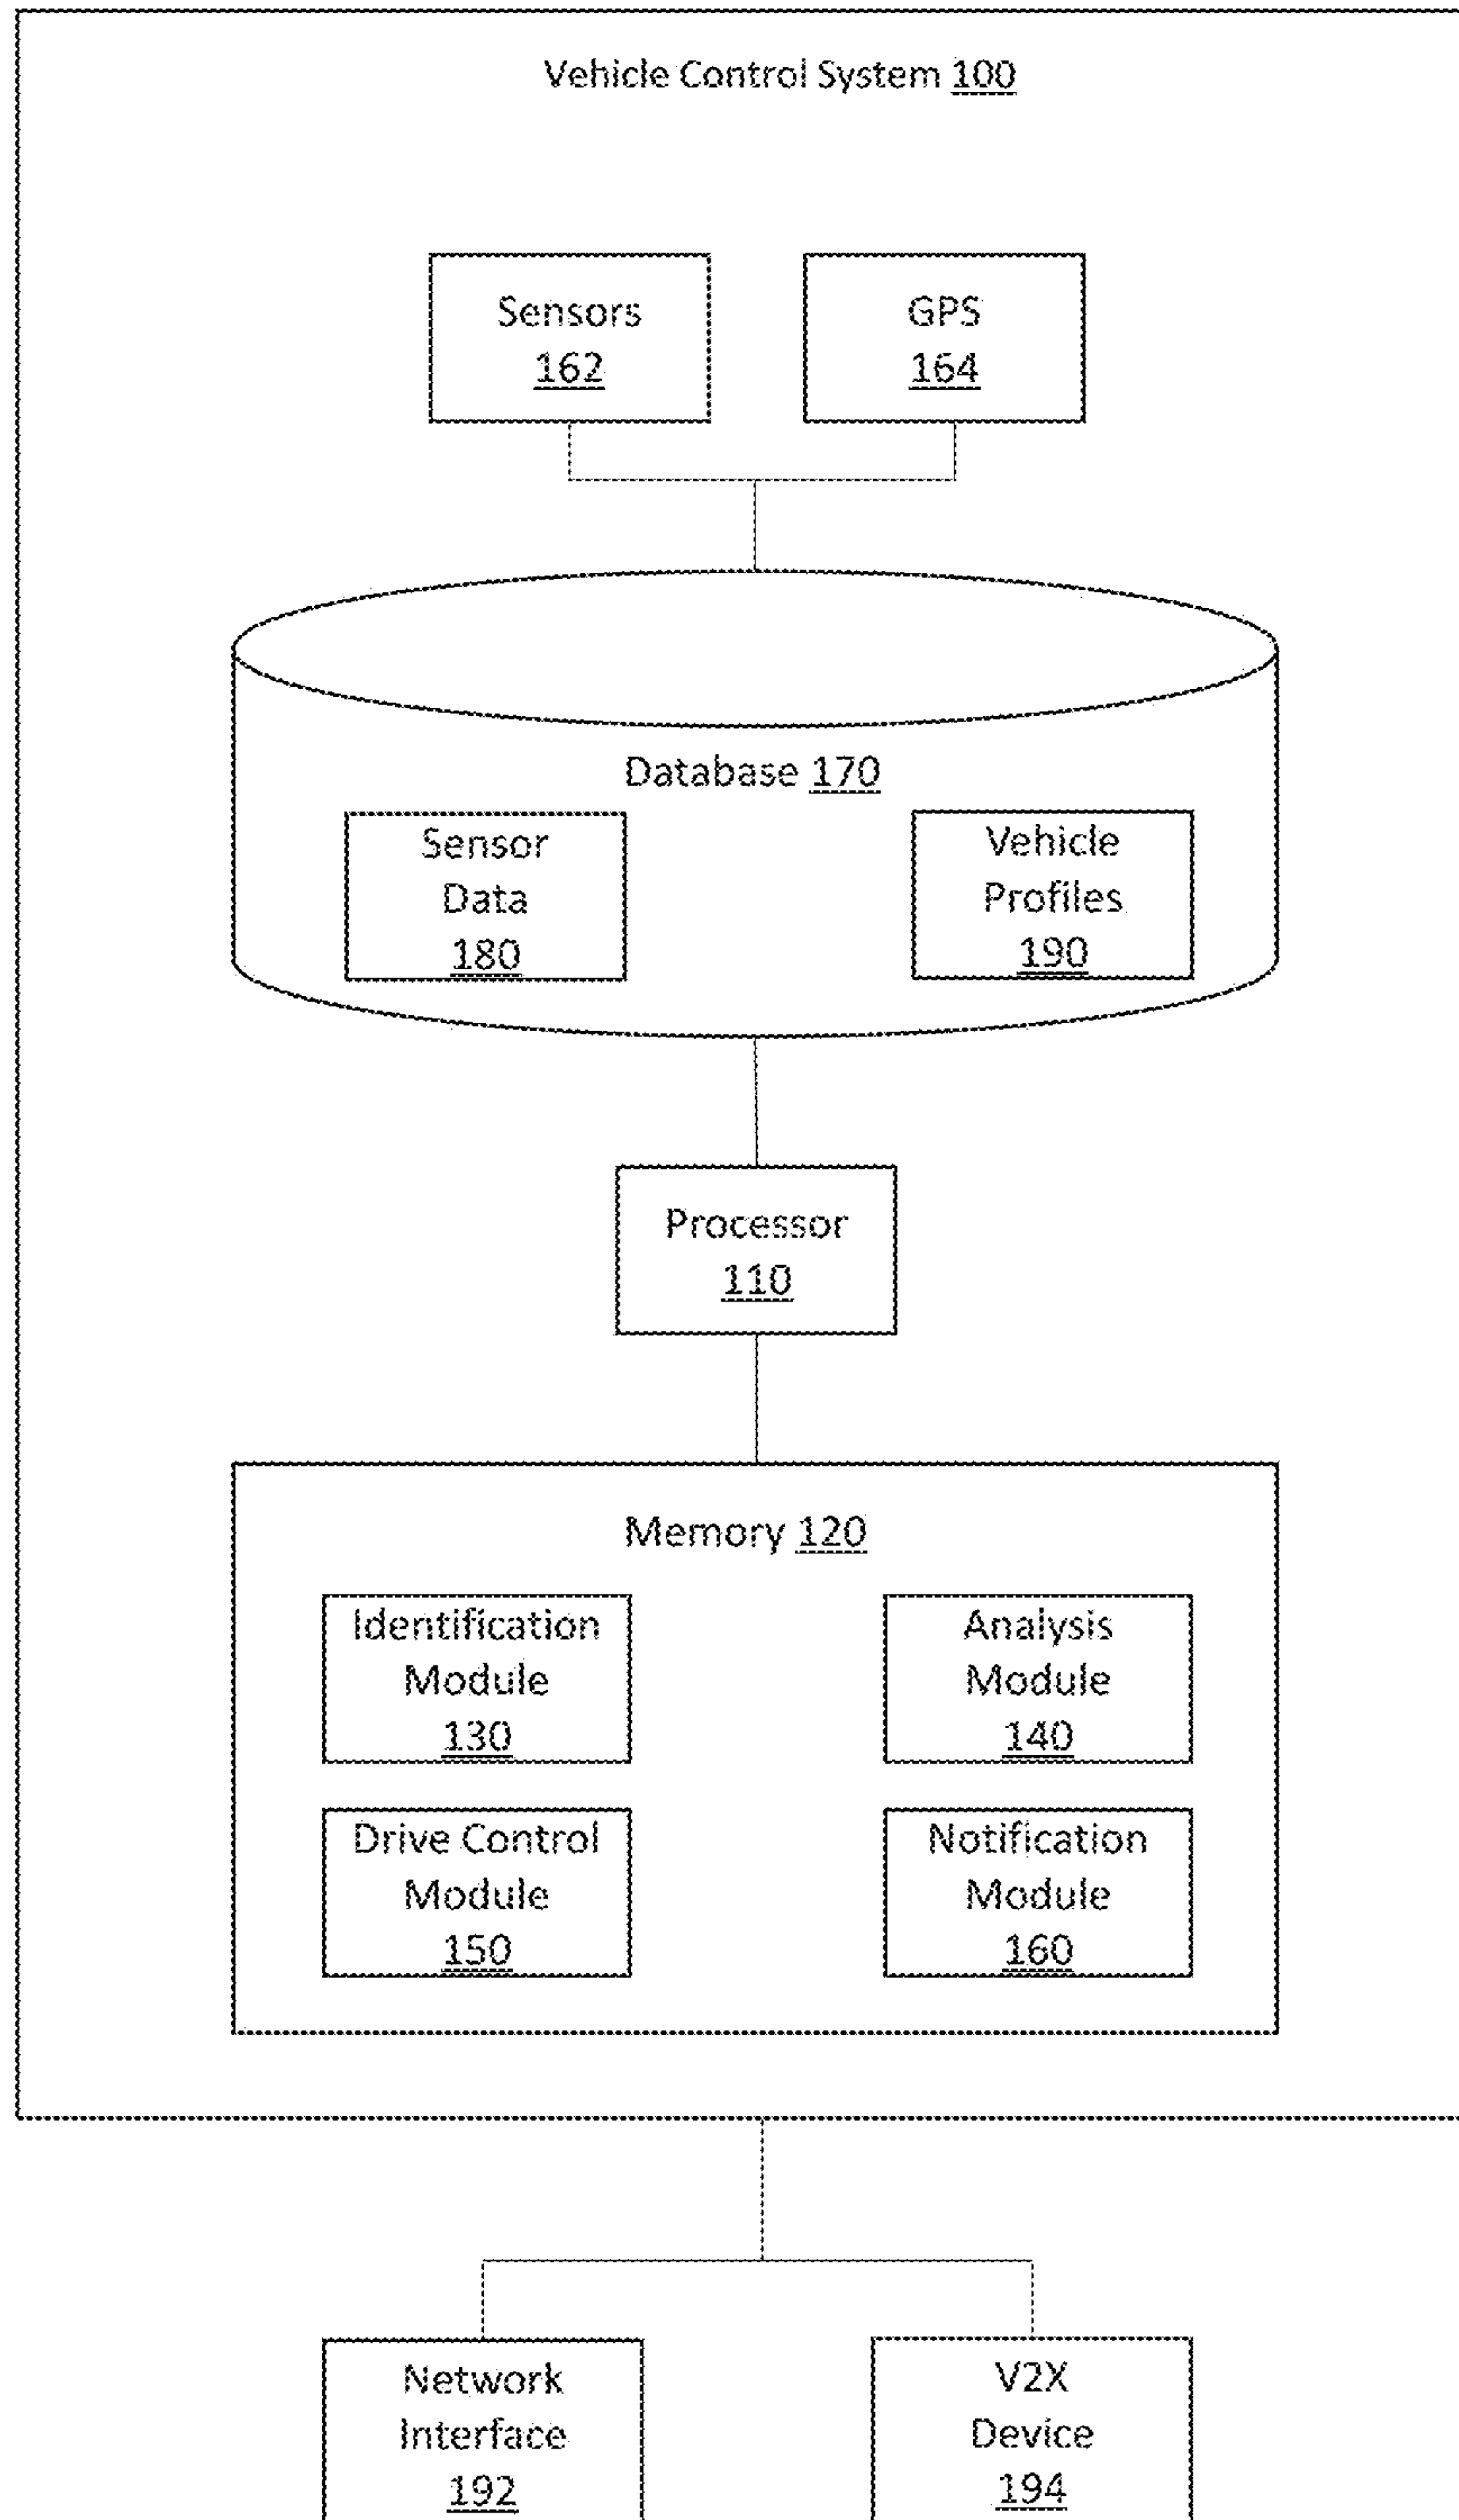 Vehicle Control System 100
Sensors
162
GPS
164
Database 170
Sensor
Data
180
Vehicle
Profiles
190
Processor
110
Memory 120
Identification
Module
130
Analysis
Module
140
Drive Control
Module
150
Notification
Module
160
Network
Interface
192
V2X
Device
194